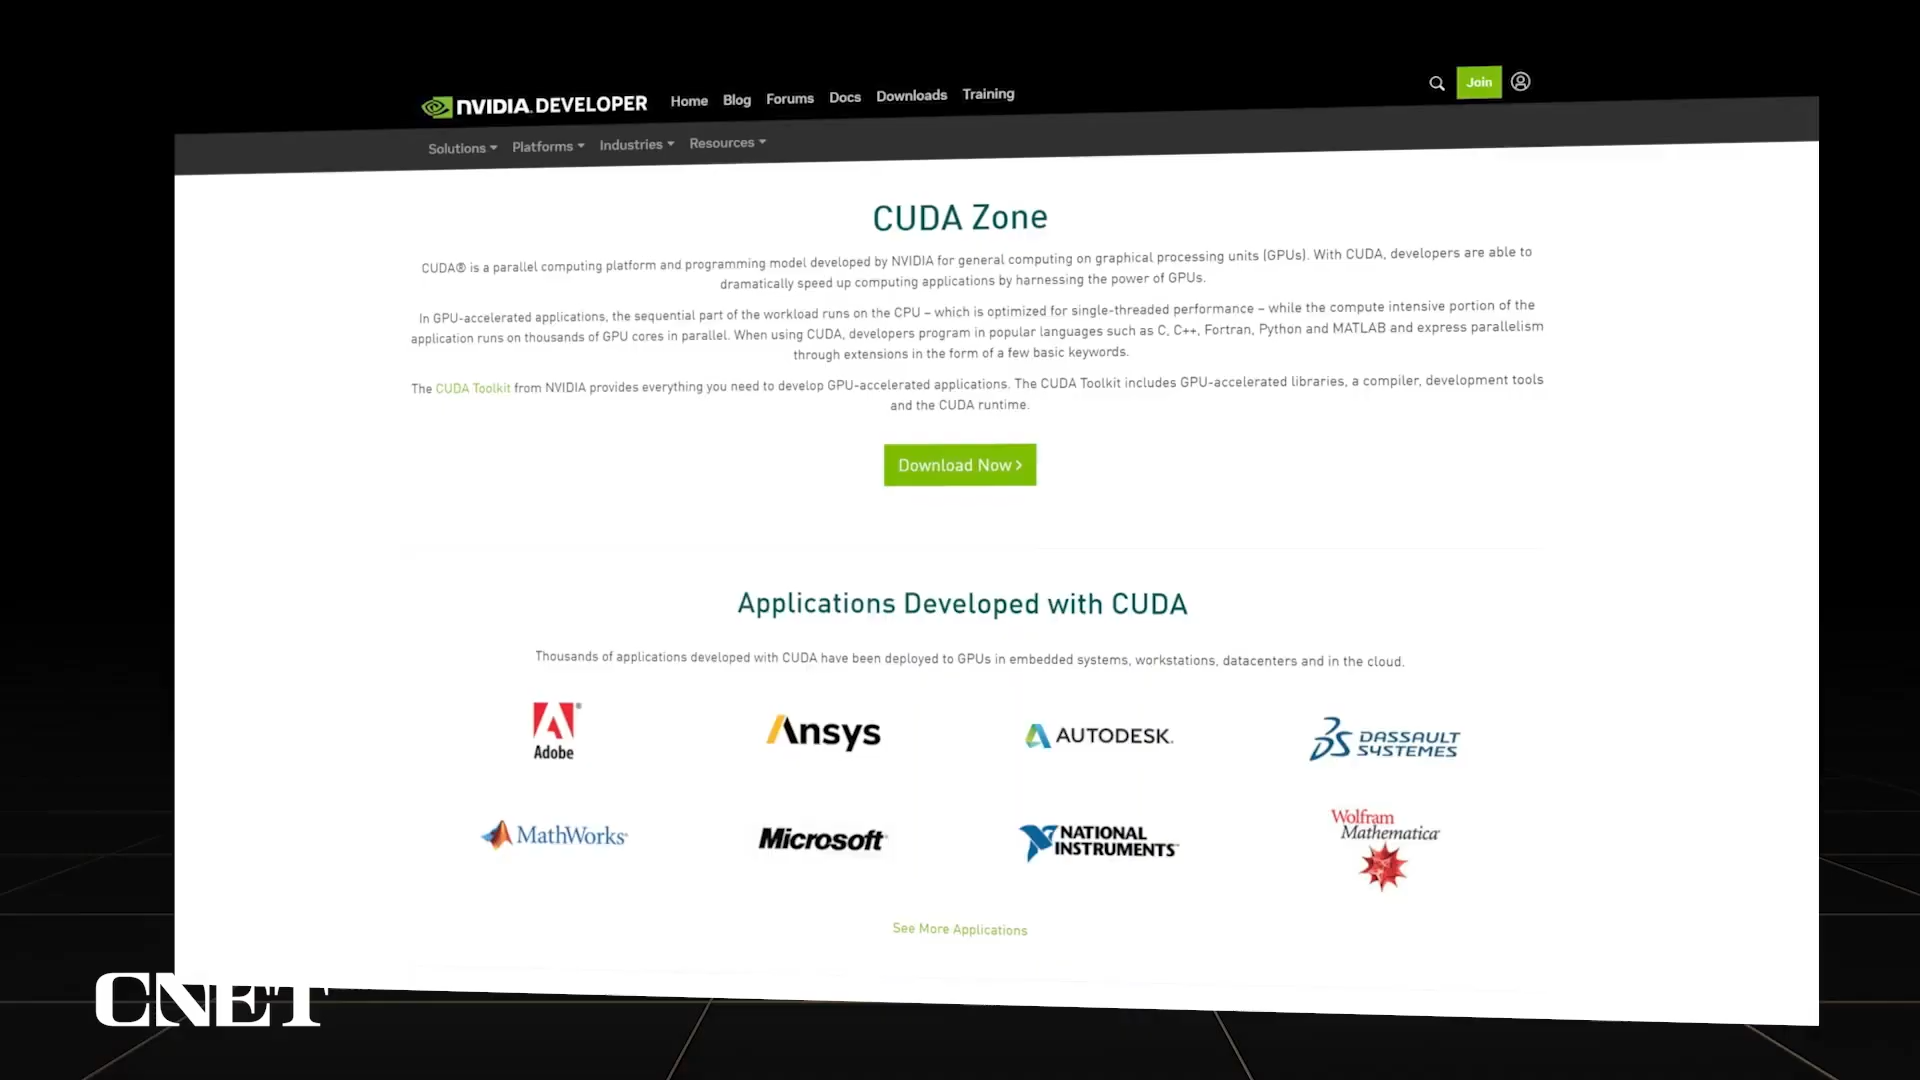 NVIDIA. DEVELOPER Home Blog Forums Docs Downloads Training Join
Solutions Platforms Industries Resources
CUDA Zone
CUDA® is a parallel computing platform and programming model developed by NVIDIA for general computing on graphical processing units (GPUs). With CUDA, developers are able to
dramatically speed up computing applications by harnessing the power of GPUs.
In GPU-accelerated applications, the sequential part of the workload runs on the CPU – which is optimized for single-threaded performance – while the compute intensive portion of the
application runs on thousands of GPU cores in parallel. When using CUDA, developers program in popular languages such as C, C++, Fortran, Python and MATLAB and express parallelism
through extensions in the form of a few basic keywords.
The CUDA Toolkit from NVIDIA provides everything you need to develop GPU-accelerated applications. The CUDA Toolkit includes GPU-accelerated libraries, a compiler, development tools
and the CUDA runtime.
Download Now >
Applications Developed with CUDA
Thousands of applications developed with CUDA have been deployed to GPUs in embedded systems, workstations, datacenters and in the cloud.
Adobe®
Ansys
AUTODESK.
DASSAULT
SYSTEMES
MathWorks
Microsoft
NATIONAL
INSTRUMENTS
Wolfram
Mathematica
See More Applications
CNET